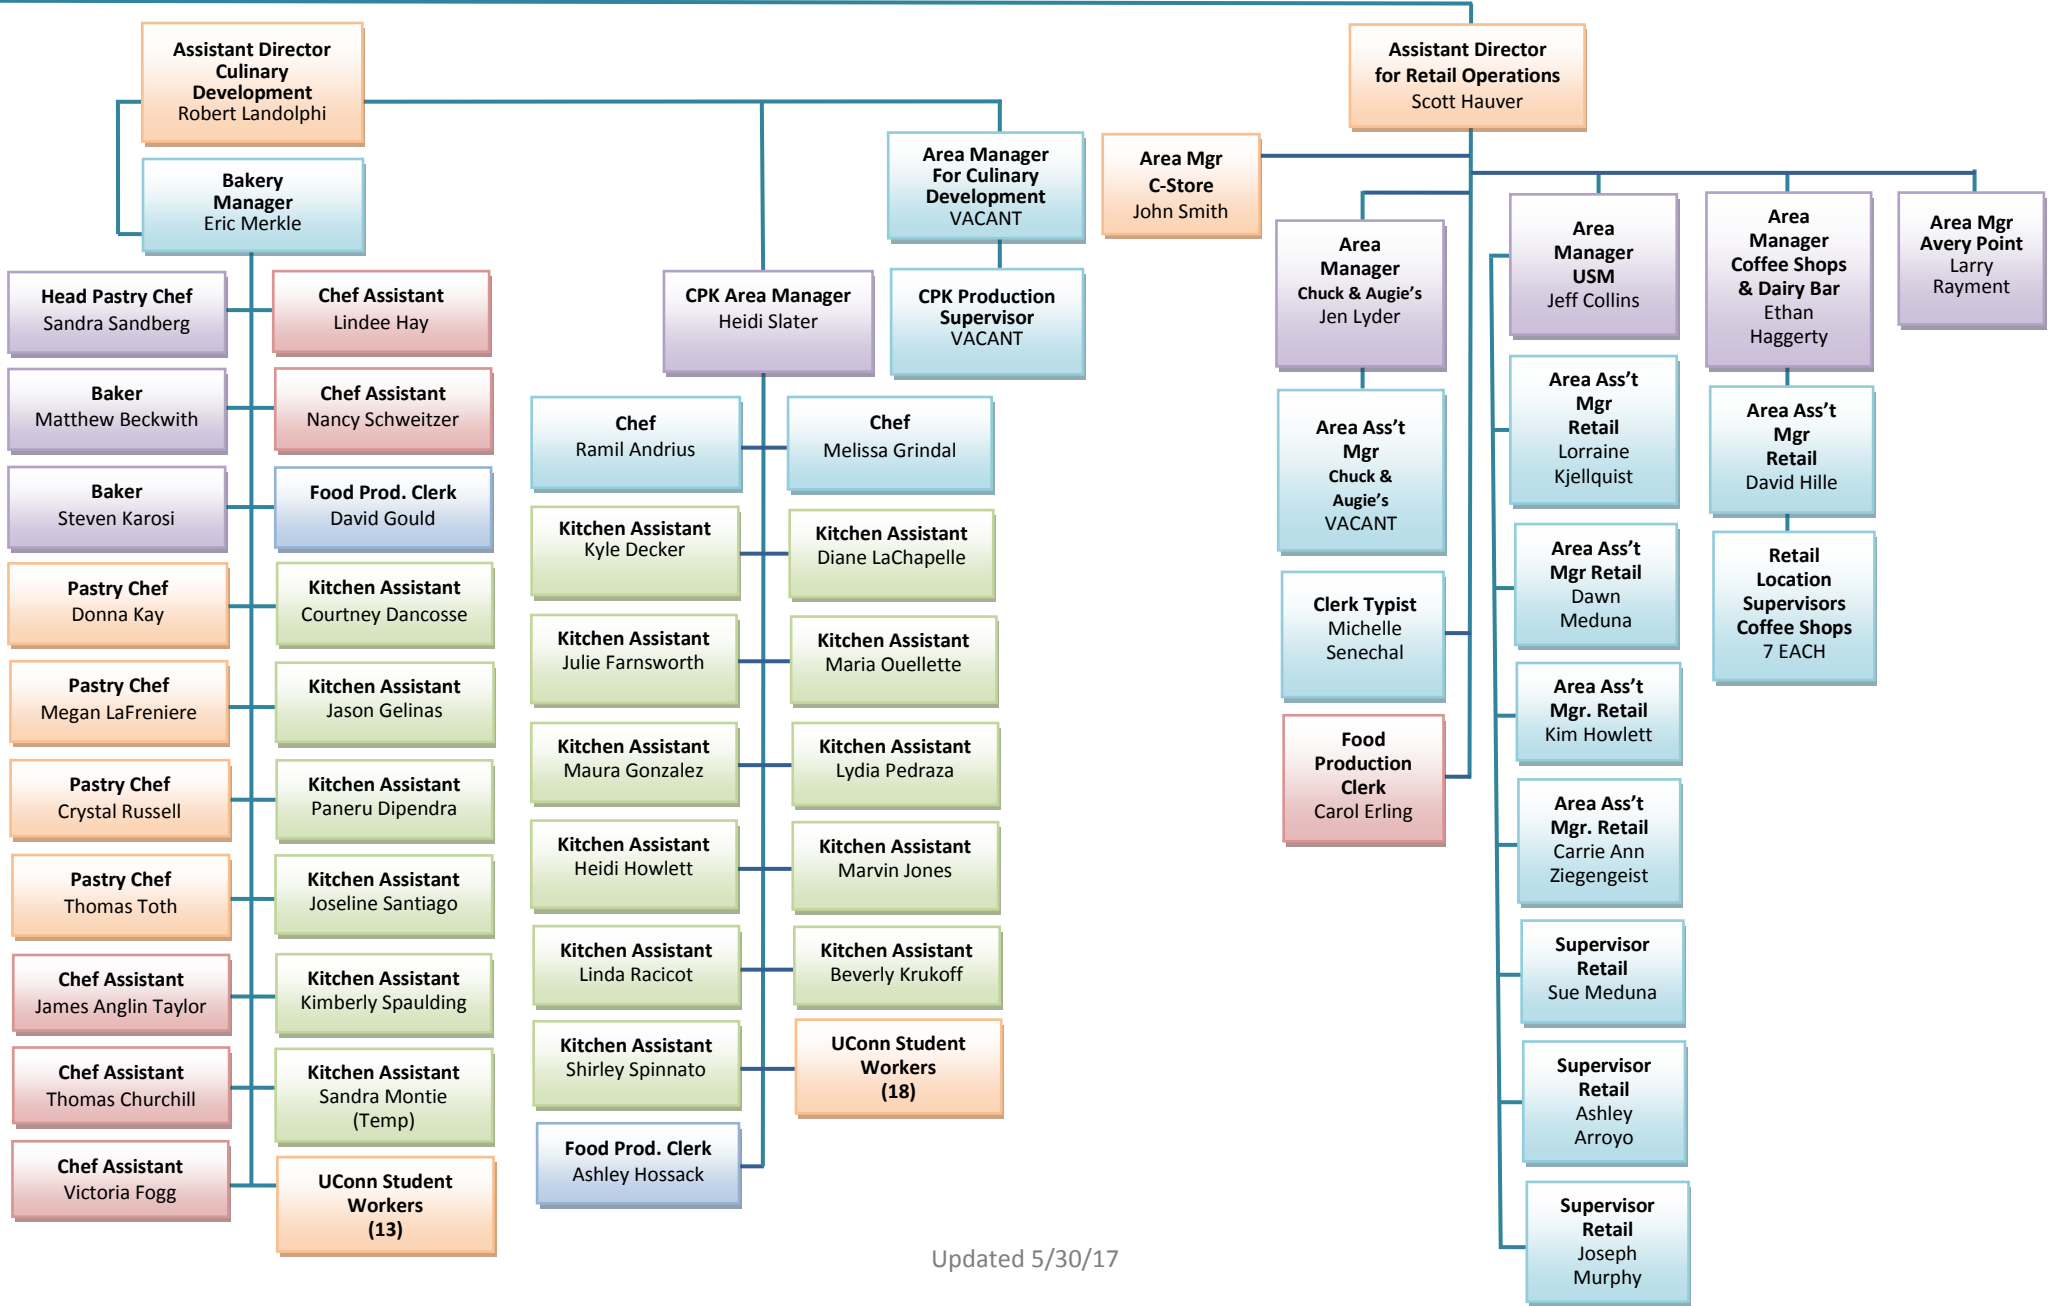 Assistant Director
Culinary
Development
Robert Landolphi
Bakery
Manager
Eric Merkle
Head Pastry Chef
Sandra Sandberg
Chef Assistant
Lindee Hay
Baker
Matthew Beckwith
Chef Assistant
Nancy Schweitzer
Baker
Steven Karosi
Food Prod. Clerk
David Gould
Pastry Chef
Donna Kay
Kitchen Assistant
Courtney Dancosse
Pastry Chef
Megan LaFreniere
Kitchen Assistant
Jason Gelinas
Pastry Chef
Crystal Russell
Kitchen Assistant
Paneru Dipendra
Pastry Chef
Thomas Toth
Kitchen Assistant
Joseline Santiago
Chef Assistant
James Anglin Taylor
Kitchen Assistant
Kimberly Spaulding
Chef Assistant
Thomas Churchill
Kitchen Assistant
Sandra Montie
(Temp)
Chef Assistant
Victoria Fogg
UConn Student
Workers
(13)
CPK Area Manager
Heidi Slater
Chef
Ramil Andrius
Chef
Melissa Grindal
Kitchen Assistant
Kyle Decker
Kitchen Assistant
Diane LaChapelle
Kitchen Assistant
Julie Farnsworth
Kitchen Assistant
Maria Ouellette
Kitchen Assistant
Maura Gonzalez
Kitchen Assistant
Lydia Pedraza
Kitchen Assistant
Heidi Howlett
Kitchen Assistant
Marvin Jones
Kitchen Assistant
Linda Racicot
Kitchen Assistant
Beverly Krukoff
Kitchen Assistant
Shirley Spinnato
UConn Student
Workers
(18)
Food Prod. Clerk
Ashley Hossack
Area Manager
For Culinary
Development
VACANT
CPK Production
Supervisor
VACANT
Assistant Director
for Retail Operations
Scott Hauver
Area Mgr
C-Store
John Smith
Area
Manager
Chuck & Augie's
Jen Lyder
Area Ass't
Mgr
Chuck &
Augie's
VACANT
Clerk Typist
Michelle
Senechal
Food
Production
Clerk
Carol Erling
Area
Manager
USM
Jeff Collins
Area Ass't
Mgr
Retail
Lorraine
Kjellquist
Area Ass't
Mgr Retail
Dawn
Meduna
Area Ass't
Mgr. Retail
Kim Howlett
Area Ass't
Mgr. Retail
Carrie Ann
Ziegengeist
Supervisor
Retail
Sue Meduna
Supervisor
Retail
Ashley
Arroyo
Supervisor
Retail
Joseph
Murphy
Area
Manager
Coffee Shops
& Dairy Bar
Ethan
Haggerty
Area Ass't
Mgr
Retail
David Hille
Retail
Location
Supervisors
Coffee Shops
7 EACH
Area Mgr
Avery Point
Larry
Rayment
Updated 5/30/17